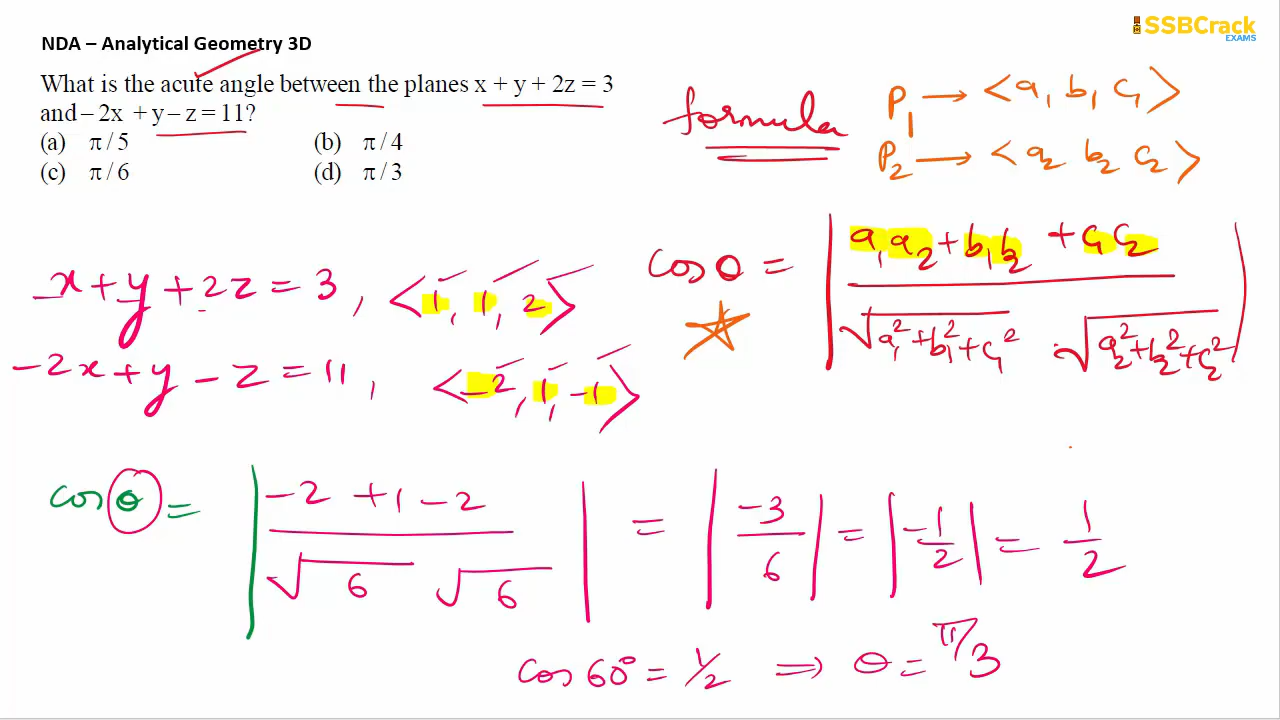 SSBCrack
EXAMS
NDA – Analytical Geometry 3D
What is the acute angle between the planes x + y + 2z = 3
and – 2x + y – z = 11?
(a) π / 5 (b) π / 4
(c) π / 6 (d) π / 3
formula
P₁ → <a₁ b₁ c₁>
P₂ → <a₂ b₂ c₂>
cos θ = | a₁a₂ + b₁b₂ + c₁c₂ / √a₁² + b₁² + c₁² √a₂² + b₂² + c₂² |
x + y + 2z = 3, <1, 1, 2>
-2x + y - z = 11, <-2, 1, -1>
cos θ = | -2 + 1 - 2 / √6 √6 | = | -3/6 | = | -1/2 | = 1/2
cos 60° = 1/2 ⇒ θ = π/3